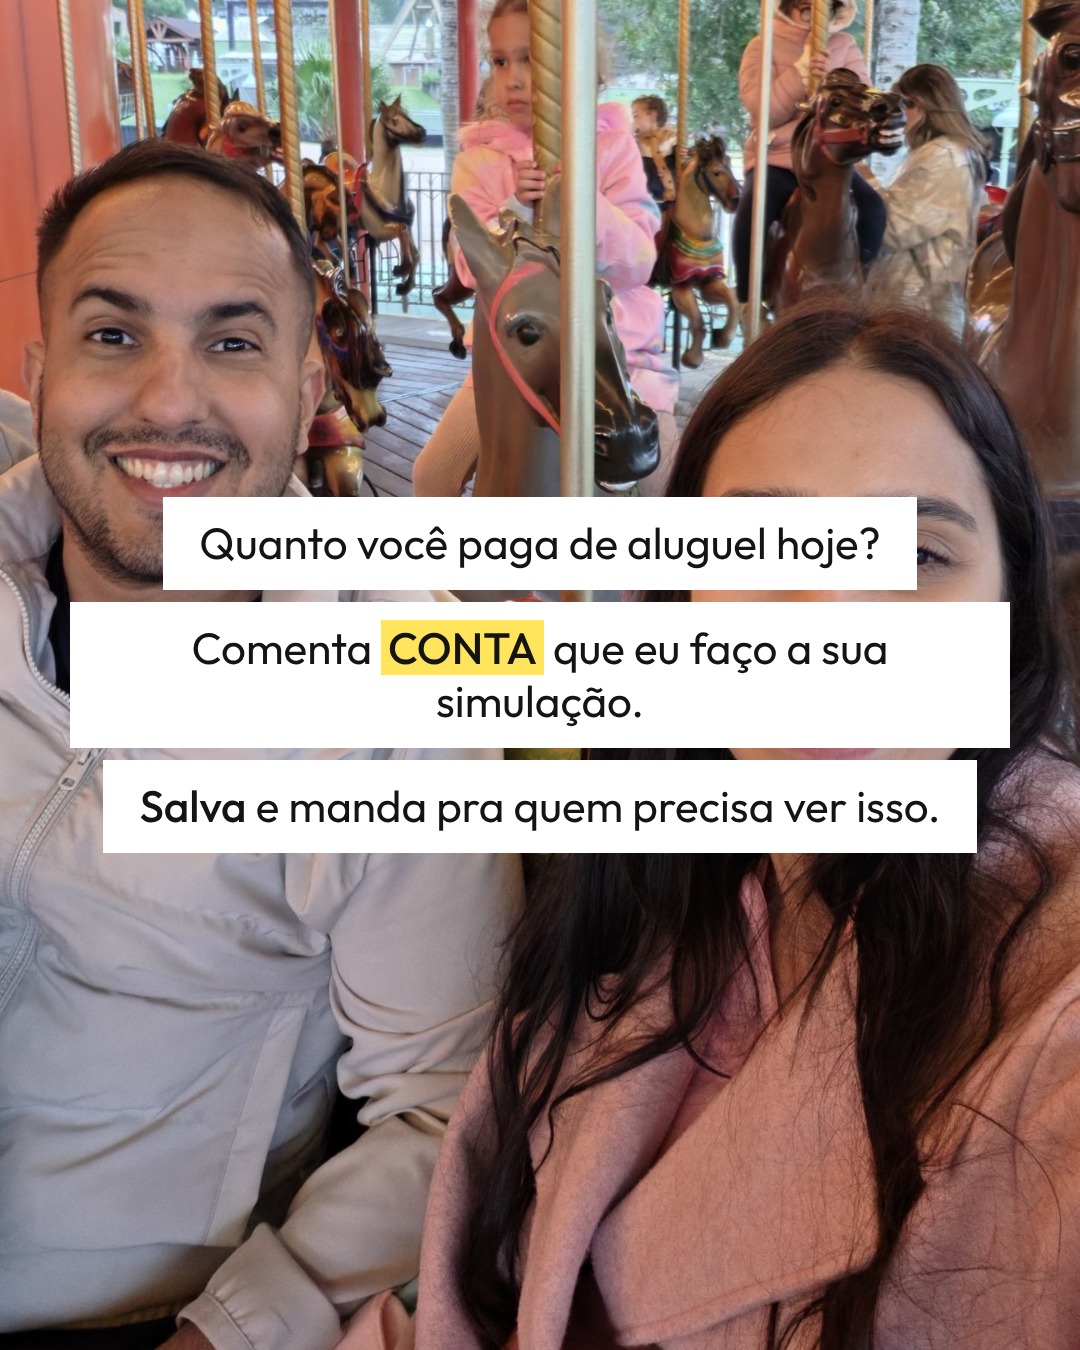 Quanto você paga de aluguel hoje?
Comenta CONTA que eu faço a sua
simulação.
Salva e manda pra quem precisa ver isso.